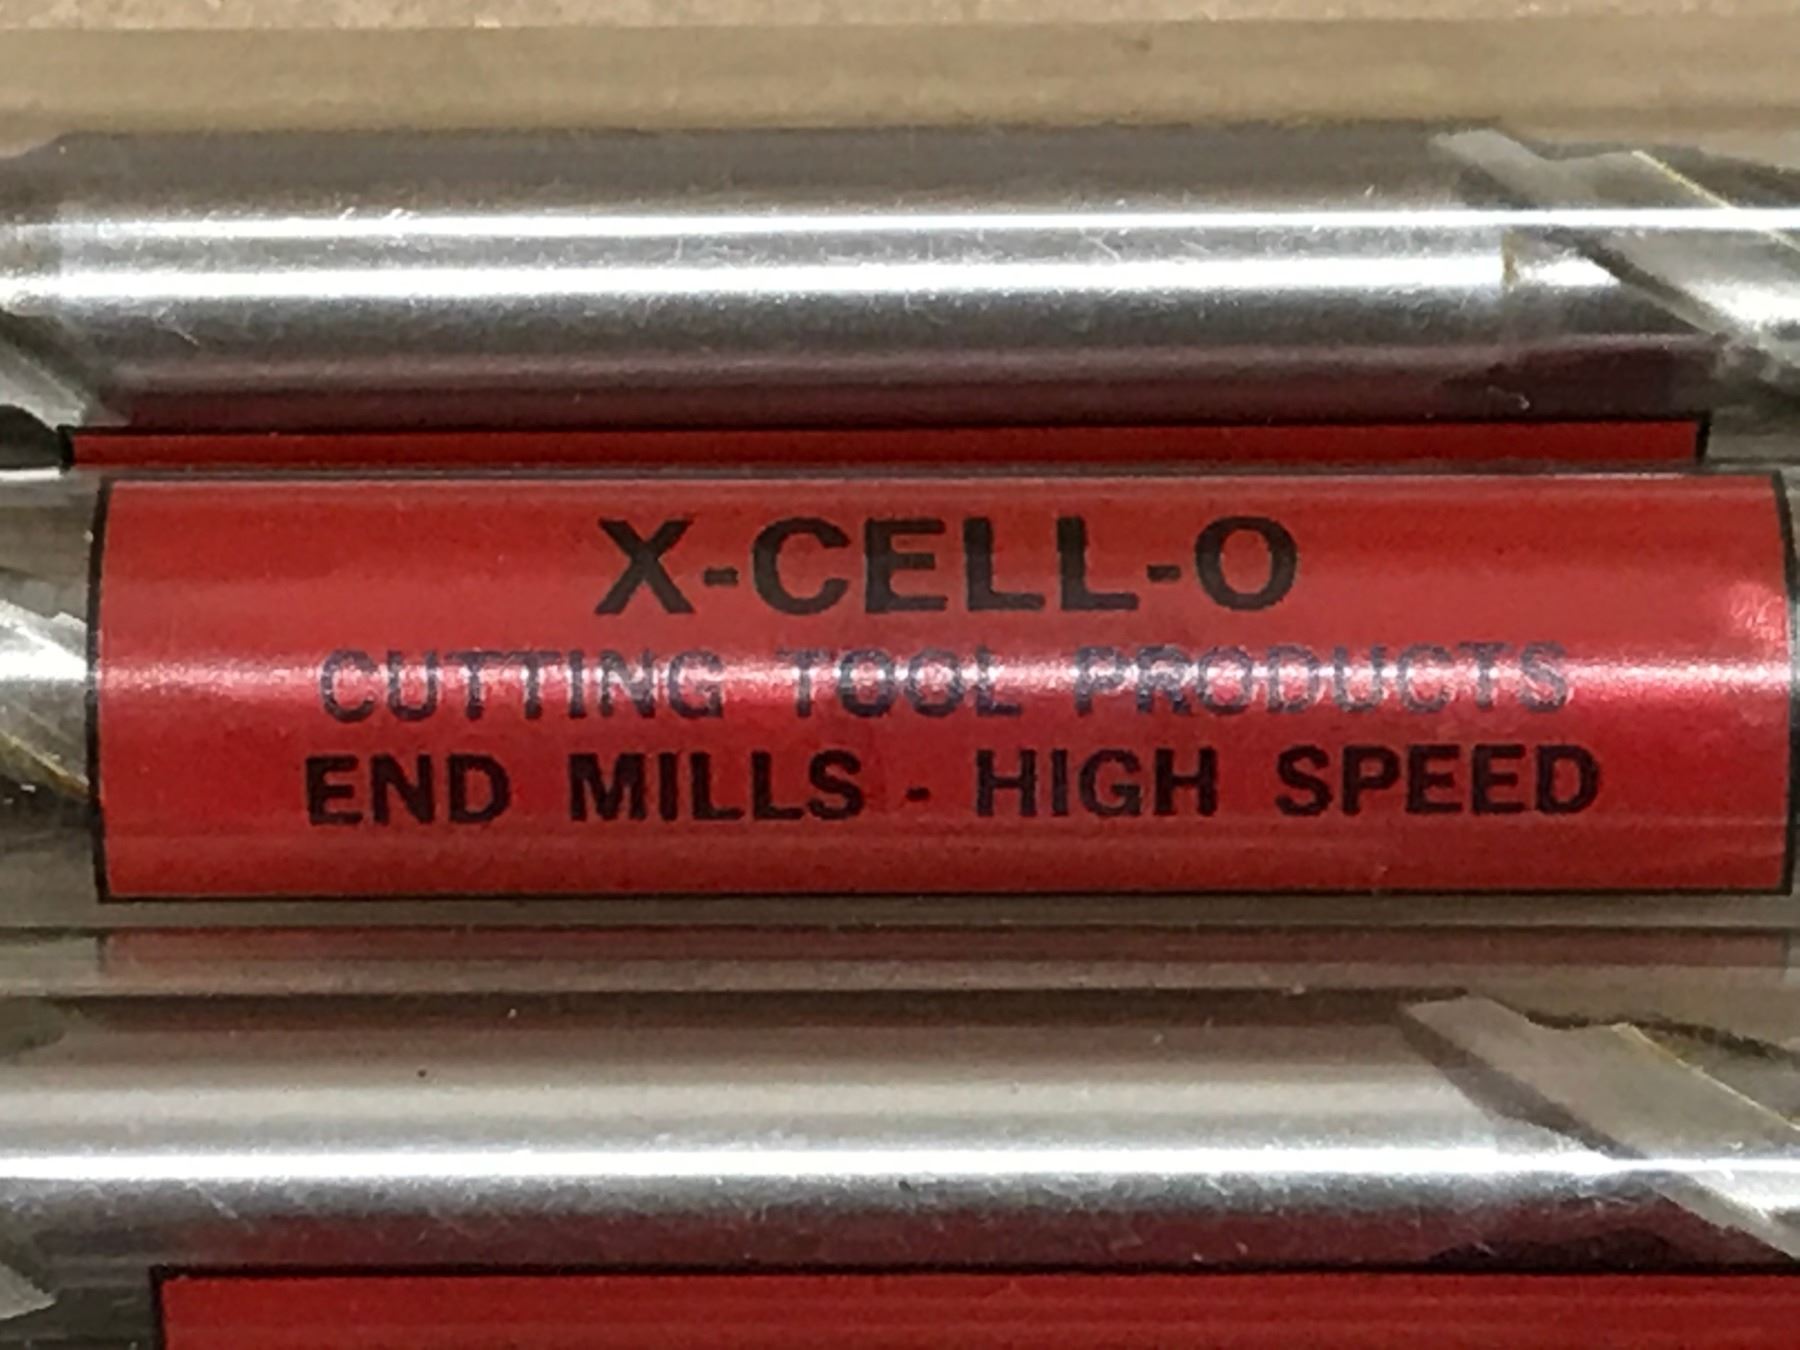 X-CELL-O
CUTTING TOOL PRODUCTS
END MILLS - HIGH SPEED